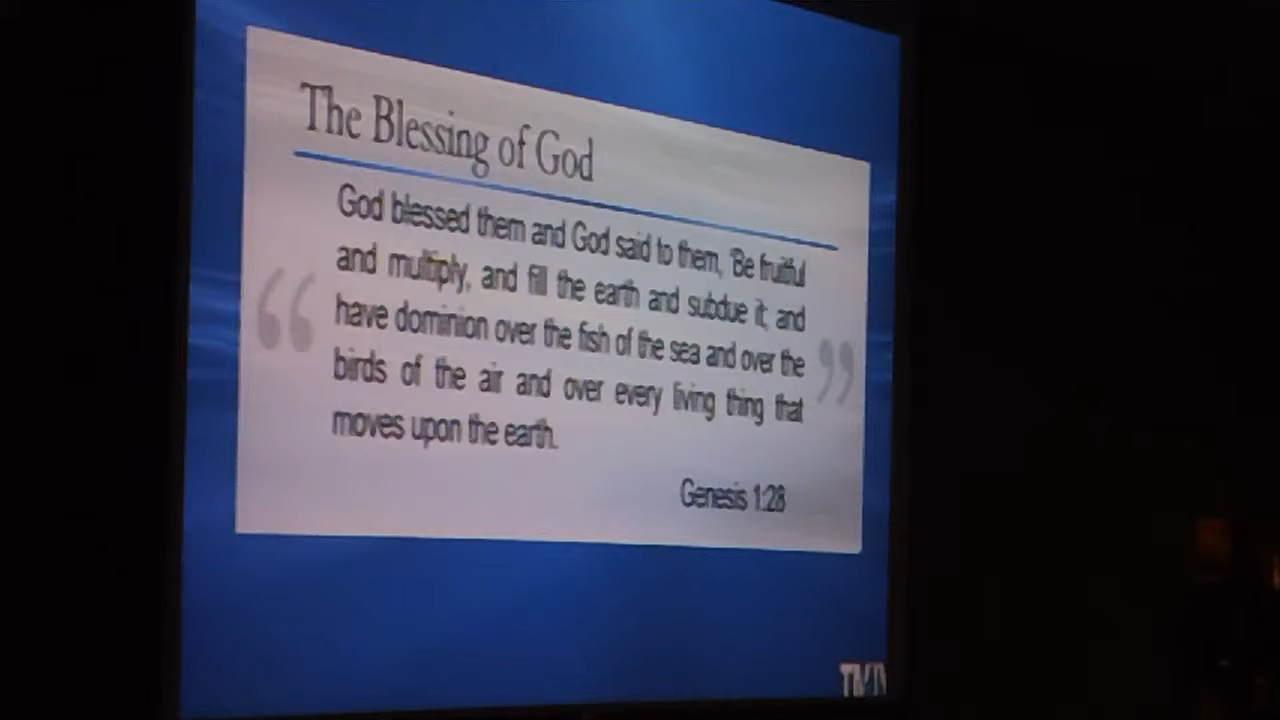 The Blessing of God
God blessed them and God said to them, 'Be fruitful
and multiply, and fill the earth and subdue it; and
have dominion over the fish of the sea and over the
birds of the air and over every living thing that
moves upon the earth.
Genesis 1:28